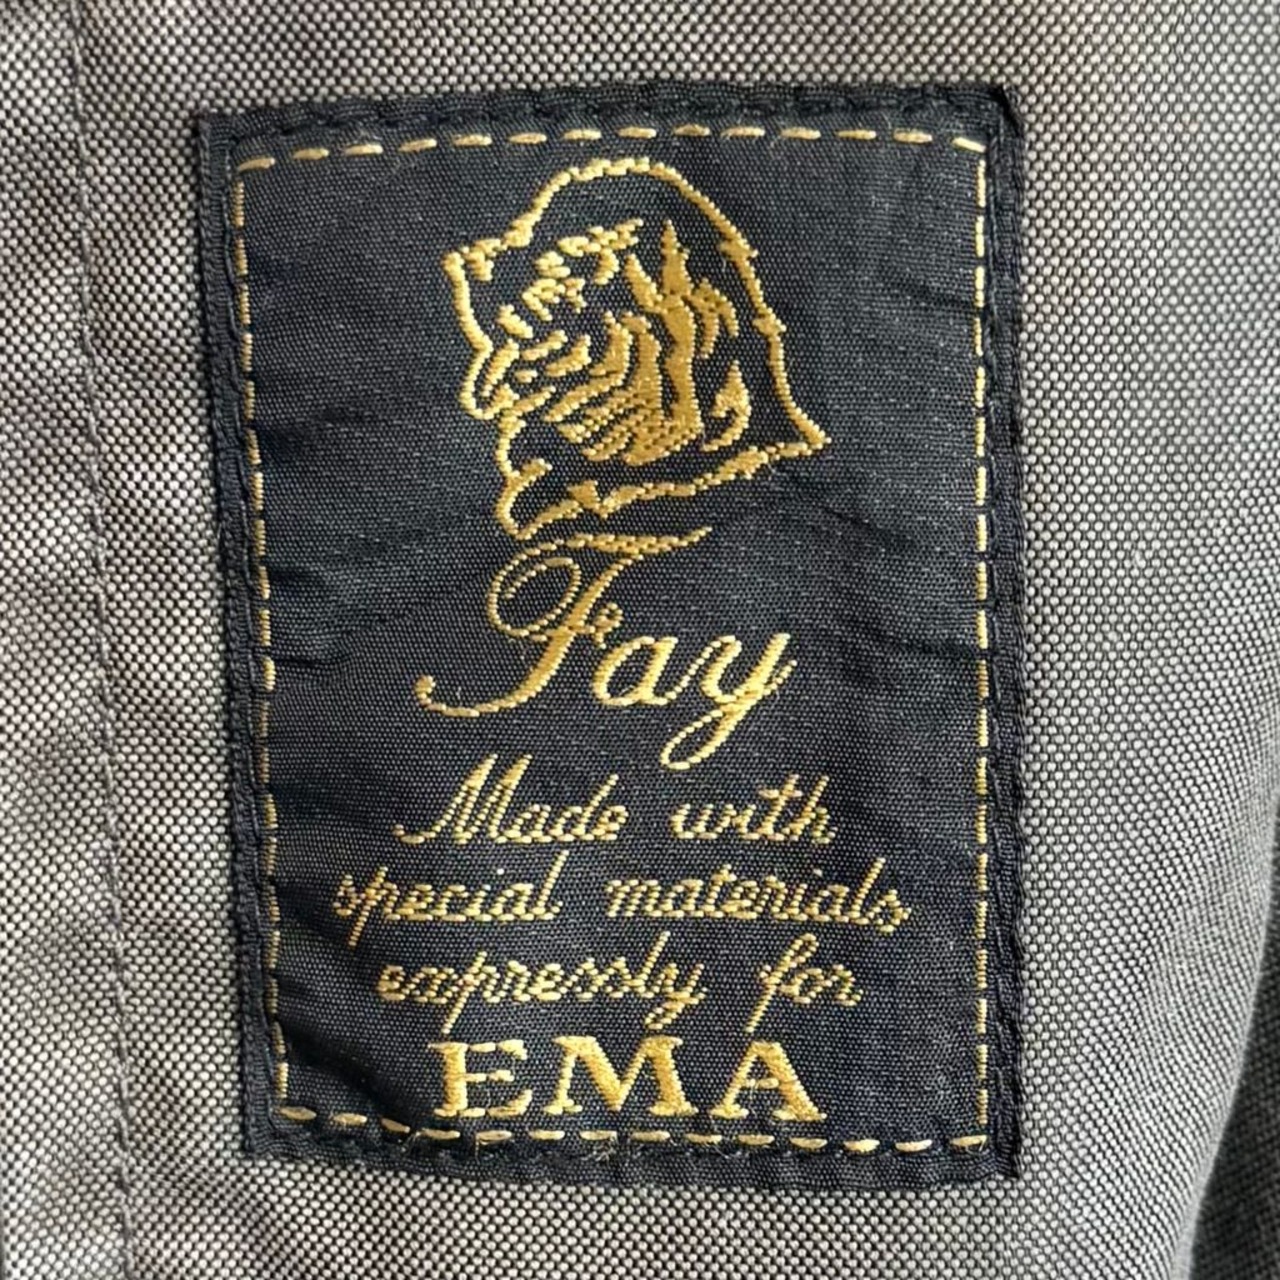 Fay
Made with
special materials
expressly for
EMA